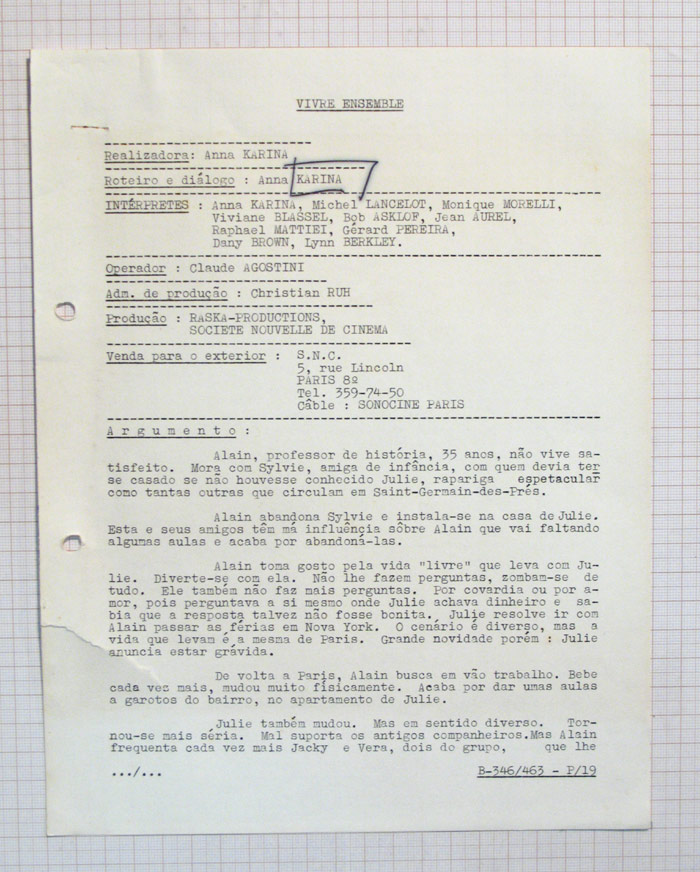 VIVRE ENSEMBLE
Realizadora: Anna KARINA
Roteiro e diálogo : Anna KARINA
INTÉRPRETES : Anna KARINA, Michel LANCELOT, Monique MORELLI,
Viviane BLASSEL, Bob ASKLOF, Jean AUREL,
Raphael MATTIEI, Gérard PEREIRA,
Dany BROWN, Lynn BERKLEY.
Operador : Claude AGOSTINI
Adm. de produção : Christian RUH
Produção : RASKA-PRODUCTIONS,
SOCIETE NOUVELLE DE CINEMA
Venda para o exterior : S.N.C.
5, rue Lincoln
PARIS 8º
Tel. 359-74-50
Câble : SONOCINE PARIS
A r g u m e n t o :
Alain, professor de história, 35 anos, não vive sa-
tisfeito. Mora com Sylvie, amiga de infância, com quem devia ter
se casado se não houvesse conhecido Julie, rapariga espetacular
como tantas outras que circulam em Saint-Germain-des-Prés.
Alain abandona Sylvie e instala-se na casa de Julie.
Esta e seus amigos têm má influência sôbre Alain que vai faltando
algumas aulas e acaba por abandoná-las.
Alain toma gosto pela vida "livre" que leva com Ju-
lie. Diverte-se com ela. Não lhe fazem perguntas, zombam-se de
tudo. Ele também não faz mais perguntas. Por covardia ou por a-
mor, pois perguntava a si mesmo onde Julie achava dinheiro e sa-
bia que a resposta talvez não fosse bonita. Julie resolve ir com
Alain passar as férias em Nova York. O cenário é diverso, mas a
vida que levam é a mesma de Paris. Grande novidade porém : Julie
anuncia estar grávida.
De volta a Paris, Alain busca em vão trabalho. Bebe
cada vez mais, mudou muito físicamente. Acaba por dar umas aulas
a garotos do bairro, no apartamento de Julie.
Julie também mudou. Mas em sentido diverso. Tor-
nou-se mais séria. Mal suporta os antigos companheiros.Mas Alain
frequenta cada vez mais Jacky e Vera, dois do grupo, que lhe
.../...
B-346/463 - P/19